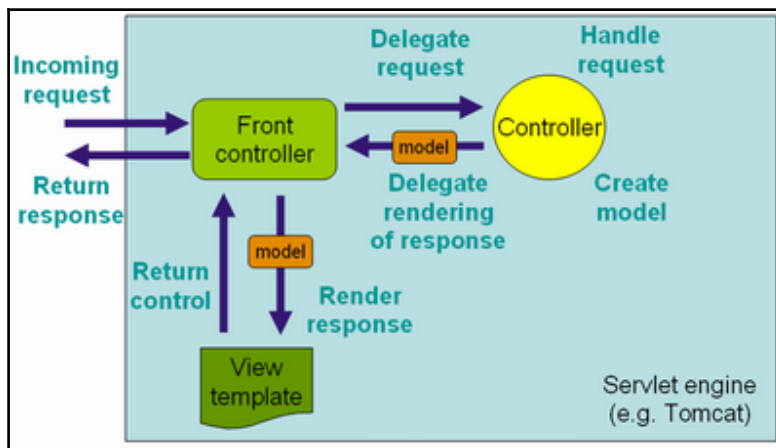 Incoming
request
Return
response
Front
controller
Delegate
request
model
Delegate
rendering
of response
Handle
request
Controller
Create
model
Return
control
model
Render
response
View
template
Servlet engine
(e.g. Tomcat)